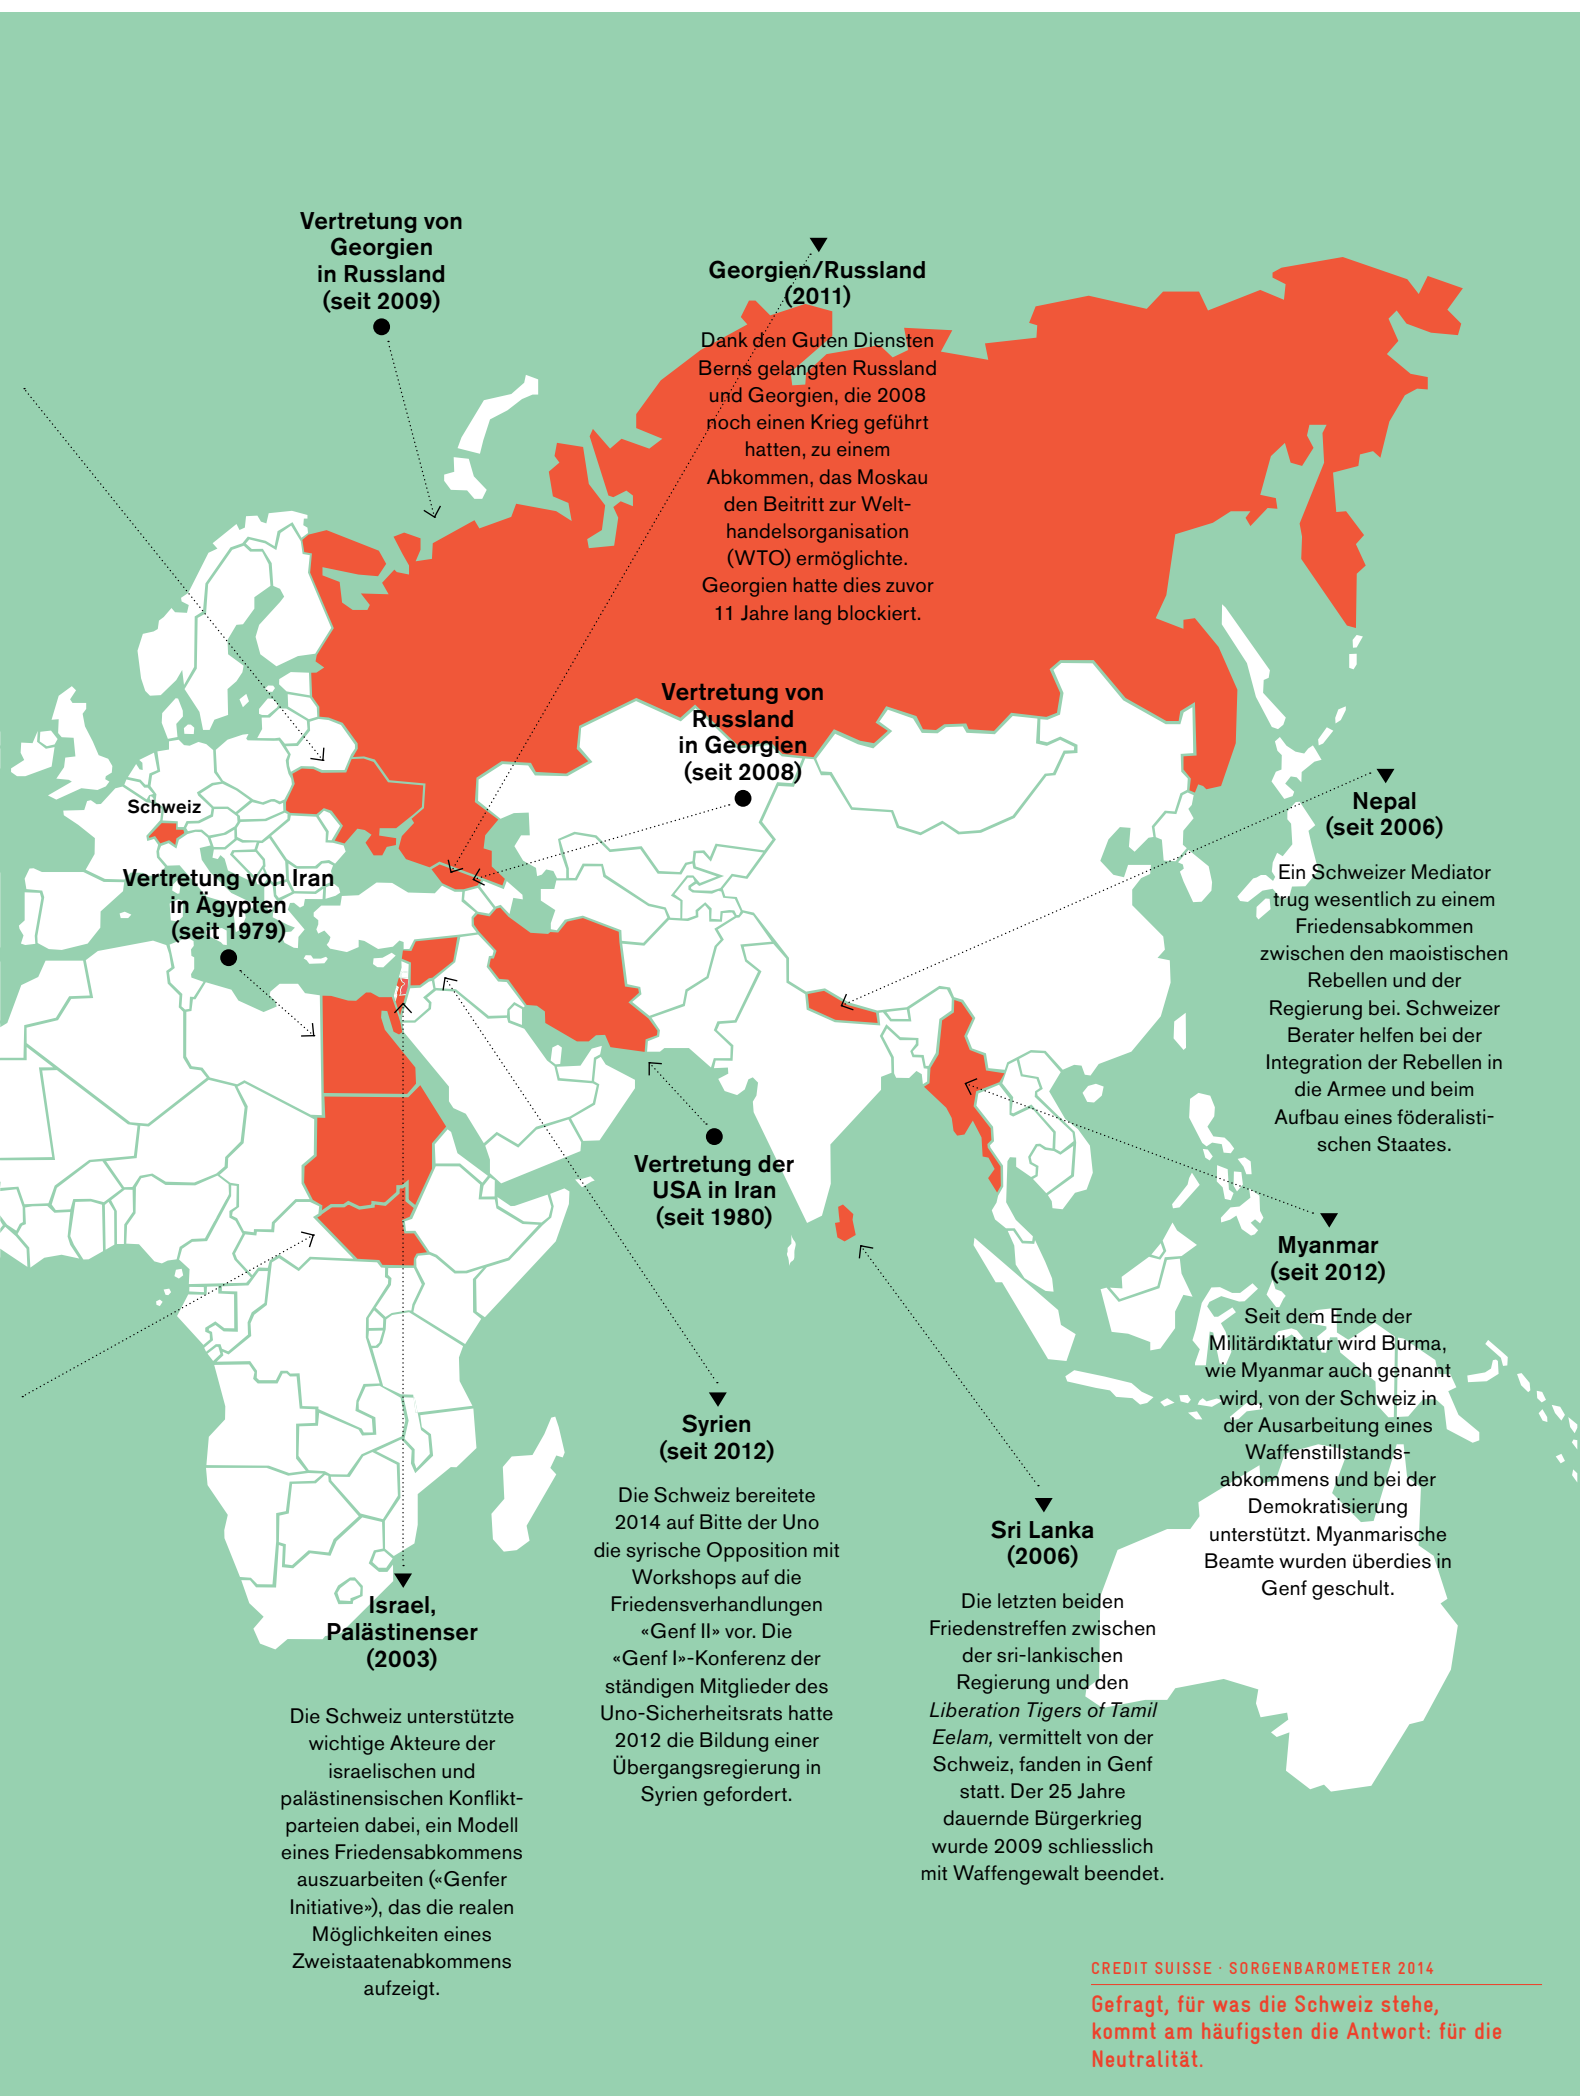 Vertretung von
Georgien
in Russland
(seit 2009)
Georgien/Russland
(2011)
Dank den Guten Diensten
Berns gelangten Russland
und Georgien, die 2008
noch einen Krieg geführt
hatten, zu einem
Abkommen, das Moskau
den Beitritt zur Welt-
handelsorganisation
(WTO) ermöglichte.
Georgien hatte dies zuvor
11 Jahre lang blockiert.
Vertretung von
Russland
in Georgien
(seit 2008)
Schweiz
Vertretung von Iran
in Ägypten
(seit 1979)
Nepal
(seit 2006)
Ein Schweizer Mediator
trug wesentlich zu einem
Friedensabkommen
zwischen den maoistischen
Rebellen und der
Regierung bei. Schweizer
Berater helfen bei der
Integration der Rebellen in
die Armee und beim
Aufbau eines föderalisti-
schen Staates.
Vertretung der
USA in Iran
(seit 1980)
Myanmar
(seit 2012)
Seit dem Ende der
Militärdiktatur wird Burma,
wie Myanmar auch genannt
wird, von der Schweiz in
der Ausarbeitung eines
Waffenstillstands-
abkommens und bei der
Demokratisierung
unterstützt. Myanmarische
Beamte wurden überdies in
Genf geschult.
Syrien
(seit 2012)
Die Schweiz bereitete
2014 auf Bitte der Uno
die syrische Opposition mit
Workshops auf die
Friedensverhandlungen
«Genf II» vor. Die
«Genf I»-Konferenz der
ständigen Mitglieder des
Uno-Sicherheitsrats hatte
2012 die Bildung einer
Übergangsregierung in
Syrien gefordert.
Sri Lanka
(2006)
Die letzten beiden
Friedenstreffen zwischen
der sri-lankischen
Regierung und den
Liberation Tigers of Tamil
Eelam, vermittelt von der
Schweiz, fanden in Genf
statt. Der 25 Jahre
dauernde Bürgerkrieg
wurde 2009 schliesslich
mit Waffengewalt beendet.
Israel,
Palästinenser
(2003)
Die Schweiz unterstützte
wichtige Akteure der
israelischen und
palästinensischen Konflikt-
parteien dabei, ein Modell
eines Friedensabkommens
auszuarbeiten («Genfer
Initiative»), das die realen
Möglichkeiten eines
Zweistaatenabkommens
aufzeigt.
CREDIT SUISSE · SORGENBAROMETER 2014
Gefragt, für was die Schweiz stehe,
kommt am häufigsten die Antwort: für die
Neutralität.